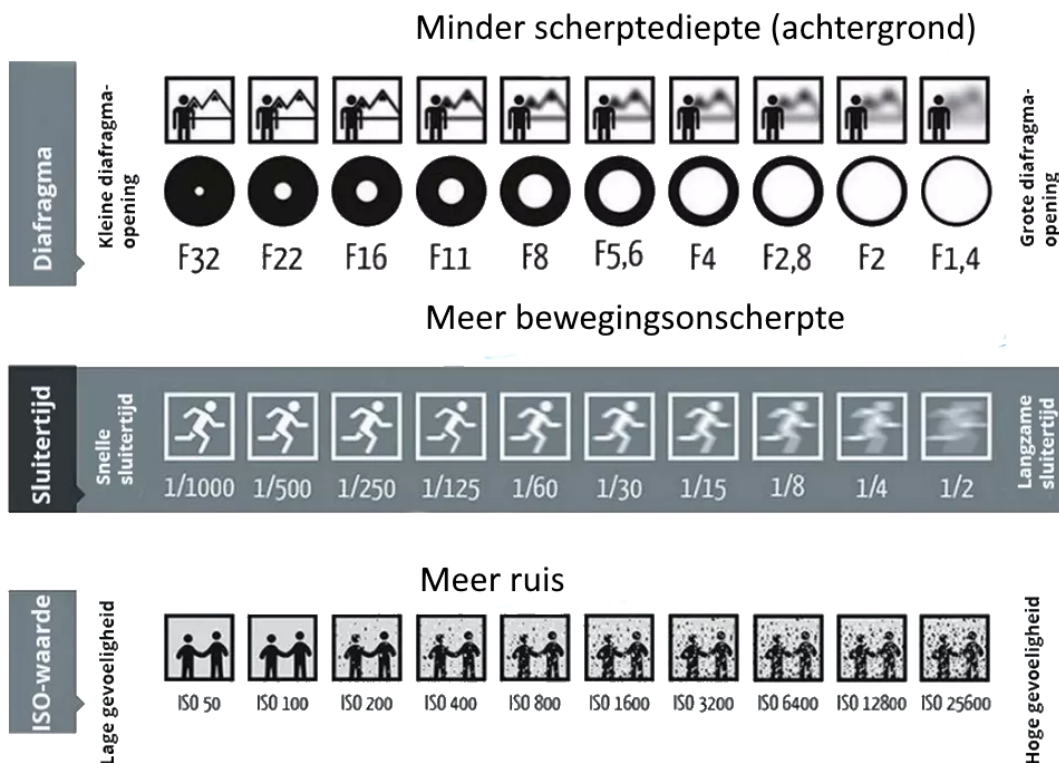 Minder scherptediepte (achtergrond)
Diafragma
Kleine diafragma-
opening
Grote diafragma-
opening
F32 F22 F16 F11 F8 F5,6 F4 F2,8 F2 F1,4
Meer bewegingsonscherpte
Sluitertijd
Snelle
sluitertijd
Langzame
sluitertijd
1/1000 1/500 1/250 1/125 1/60 1/30 1/15 1/8 1/4 1/2
Meer ruis
ISO-waarde
Lage gevoeligheid
Hoge gevoeligheid
ISO 50 ISO 100 ISO 200 ISO 400 ISO 800 ISO 1600 ISO 3200 ISO 6400 ISO 12800 ISO 25600